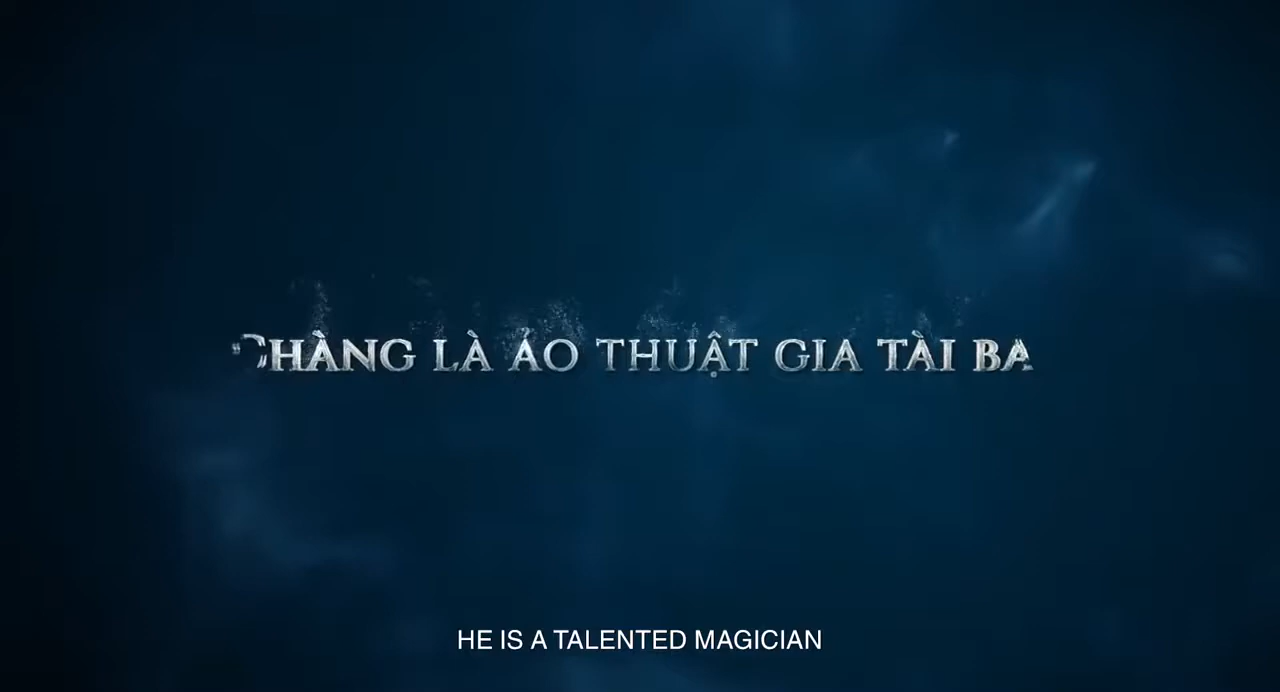 "CHÀNG LÀ ẢO THUẬT GIA TÀI BA
HE IS A TALENTED MAGICIAN